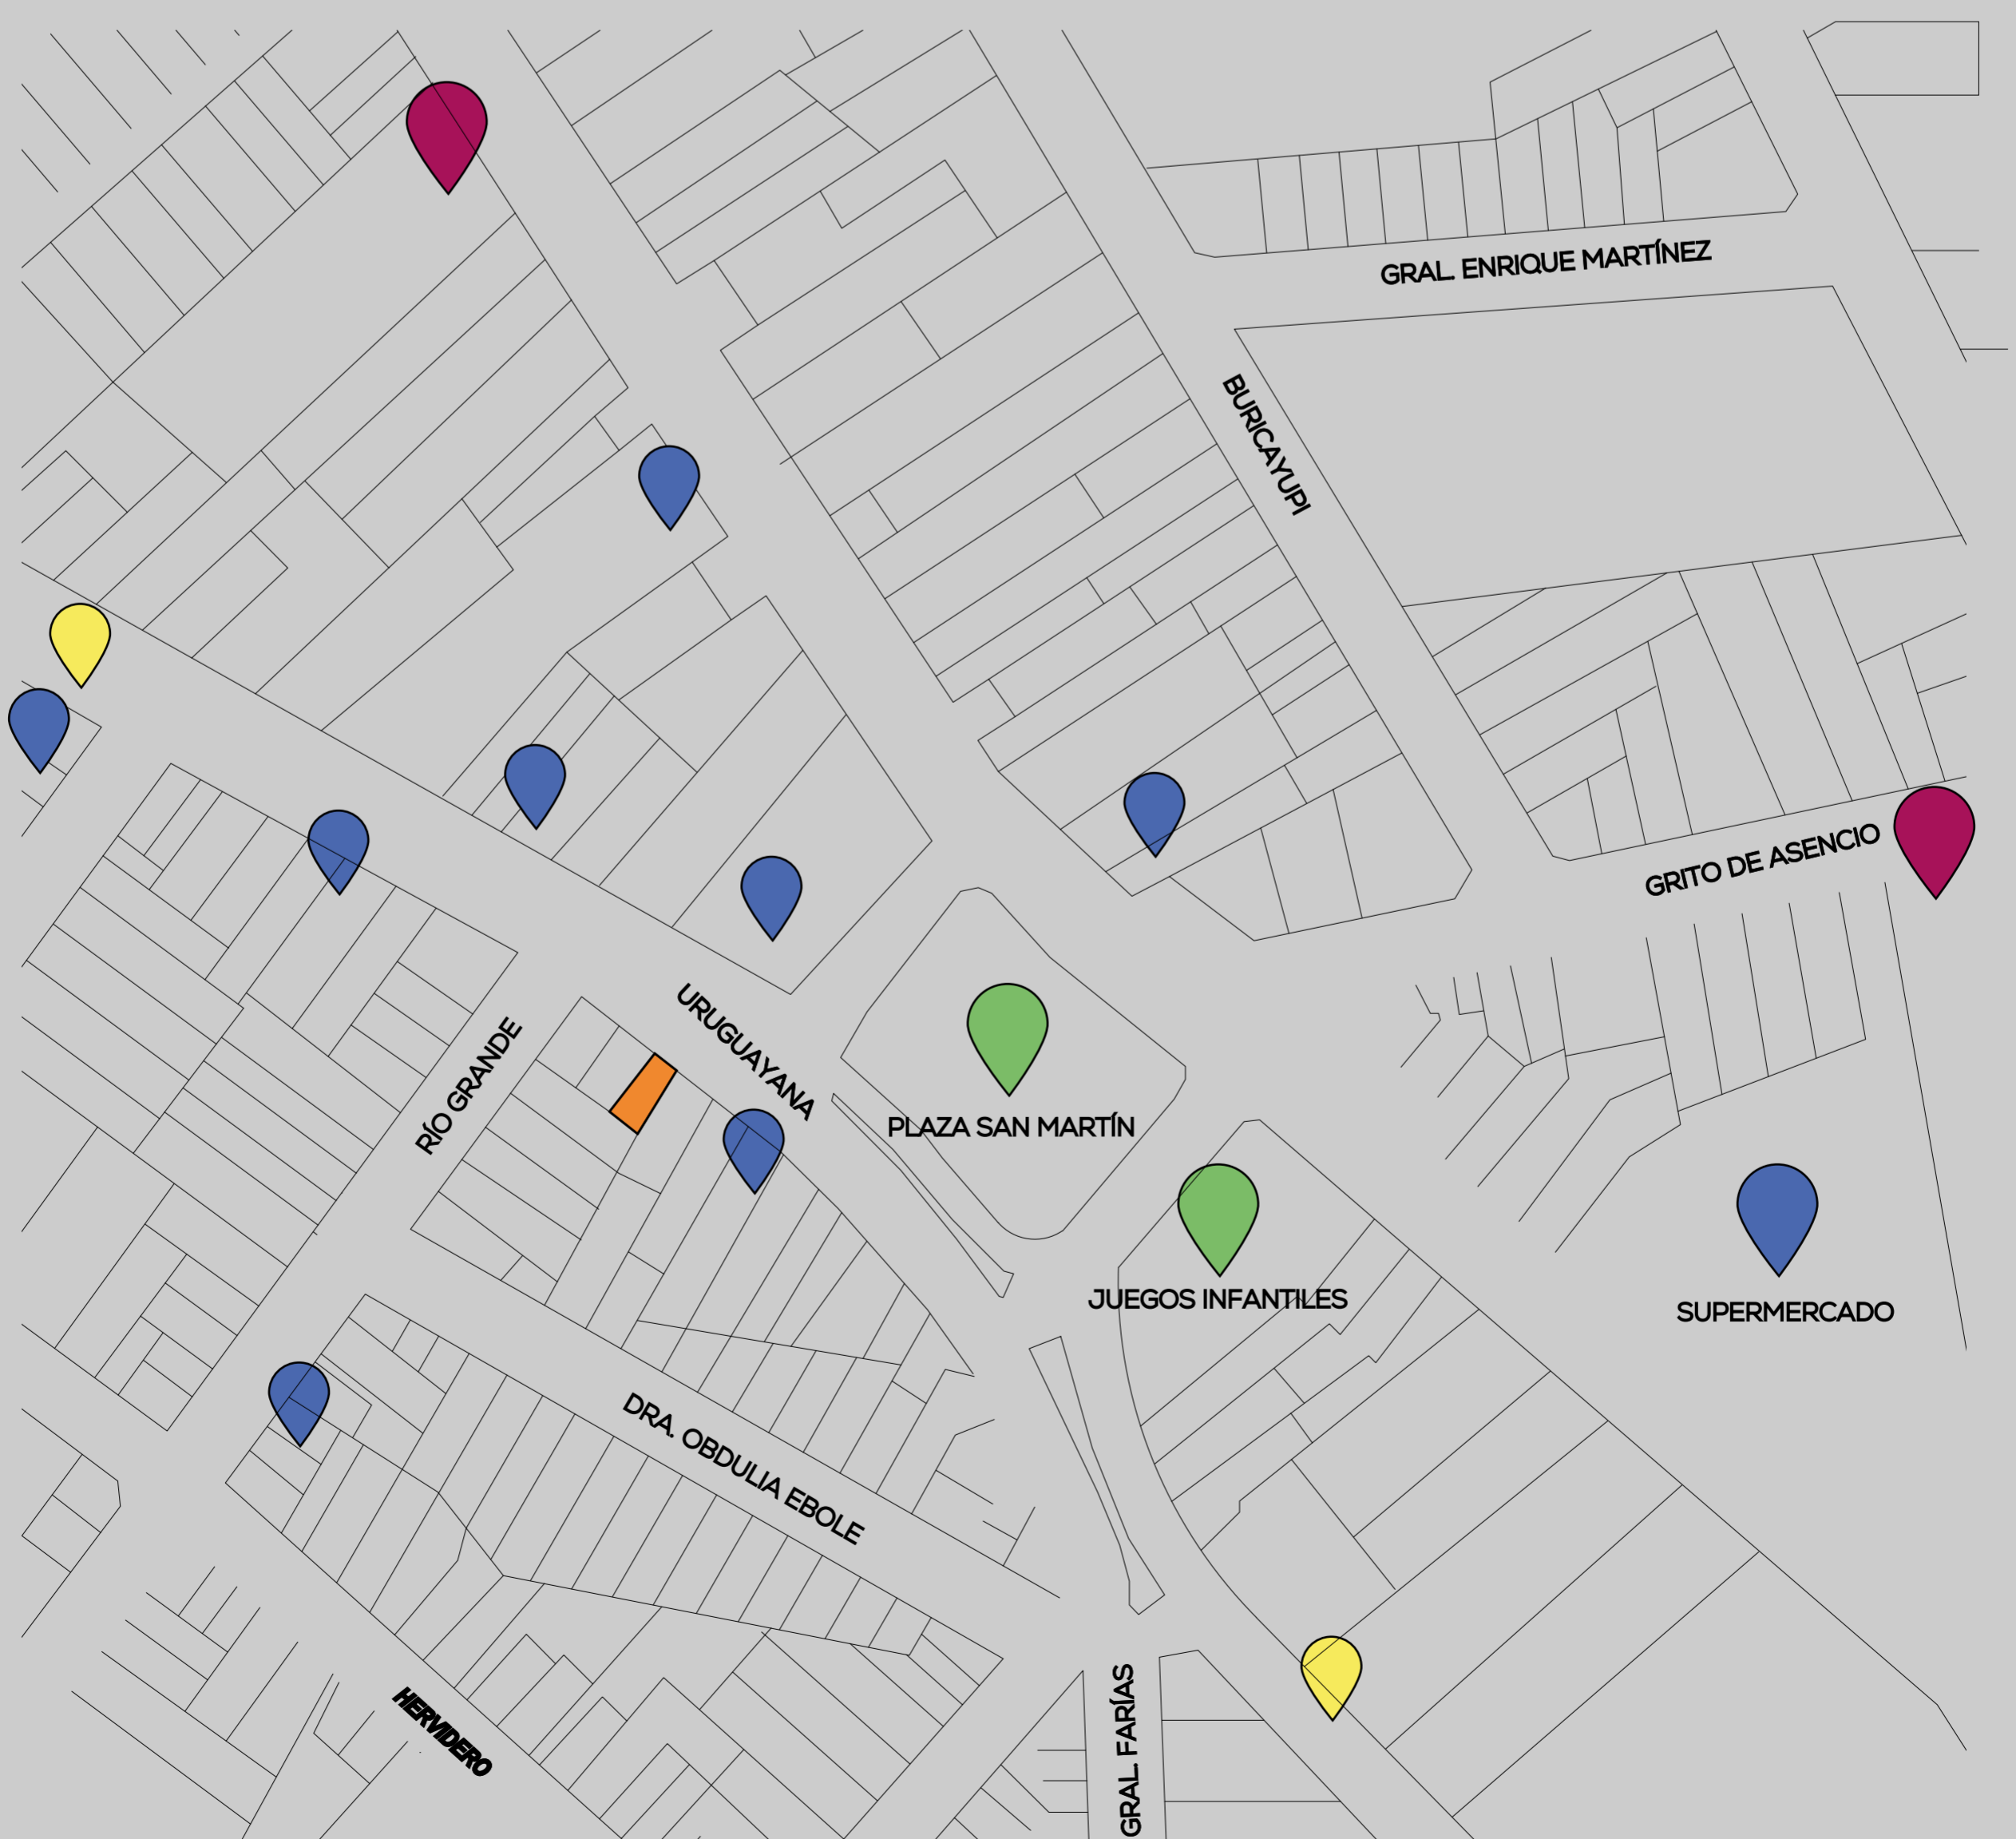 GRAL. ENRIQUE MARTÍNEZ
BURICAYUPI
GRITO DE ASENCIO
URUGUAYANA
RÍO GRANDE
PLAZA SAN MARTÍN
JUEGOS INFANTILES
SUPERMERCADO
DRA. OBDULIA EBOLE
HERVIDERO
GRAL. FARÍAS